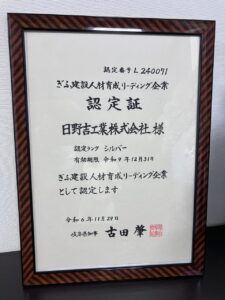 認定番号 L 240071
ぎふ建設人材育成リーディング企業
認定証
日野吉工業株式会社 様
認定ランク シルバー
有効期限 令和9年12月31日
ぎふ建設人材育成リーディング企業
として認定します
令和6年11月29日
岐阜県知事 古田 肇